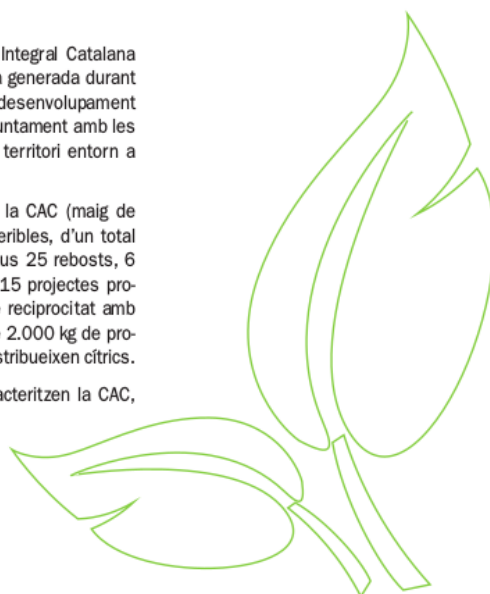 Integral Catalana
generada durant
desenvolupament
untament amb les
territori entorn a
la CAC (maig de
eribles, d'un total
us 25 rebosts, 6
15 projectes pro-
reciprocitat amb
2.000 kg de pro-
stribueixen cítrics.
acteritzen la CAC,